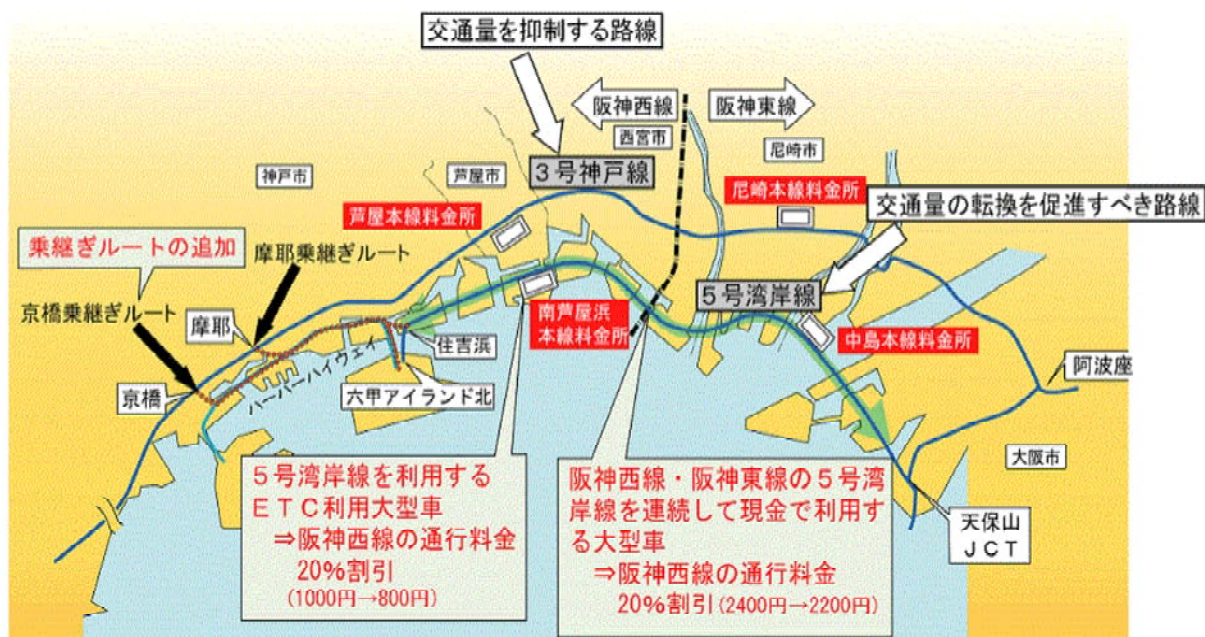 交通量を抑制する路線
阪神西線
阪神東線
西宮市
尼崎市
神戸市
芦屋市
3号神戸線
芦屋本線料金所
尼崎本線料金所
交通量の転換を促進すべき路線
乗継ぎルートの追加
摩耶乗継ぎルート
京橋乗継ぎルート
摩耶
5号湾岸線
南芦屋浜
本線料金所
中島本線料金所
住吉浜
ハーバーハイウェイ
京橋
六甲アイランド北
阿波座
大阪市
5号湾岸線を利用する
ETC利用大型車
⇒阪神西線の通行料金
20%割引
(1000円→800円)
阪神西線・阪神東線の5号湾
岸線を連続して現金で利用す
る大型車
⇒阪神西線の通行料金
20%割引(2400円→2200円)
天保山
JCT